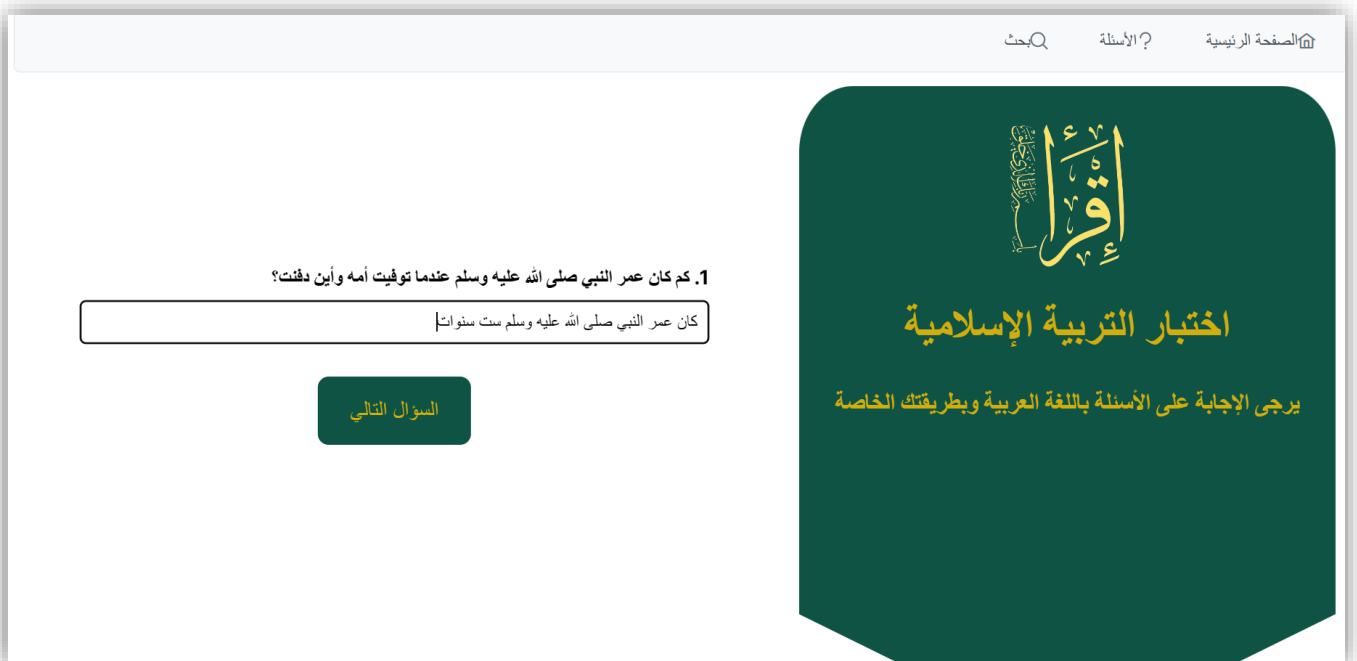 الصفحة الرئيسية ? الأسئلة بحث
إِقْرَأ
اختبار التربية الإسلامية
يرجى الإجابة على الأسئلة باللغة العربية وبطريقتك الخاصة
1. كم كان عمر النبي صلى الله عليه وسلم عندما توفيت أمه وأين دفنت؟
كان عمر النبي صلى الله عليه وسلم ست سنوات
السؤال التالي